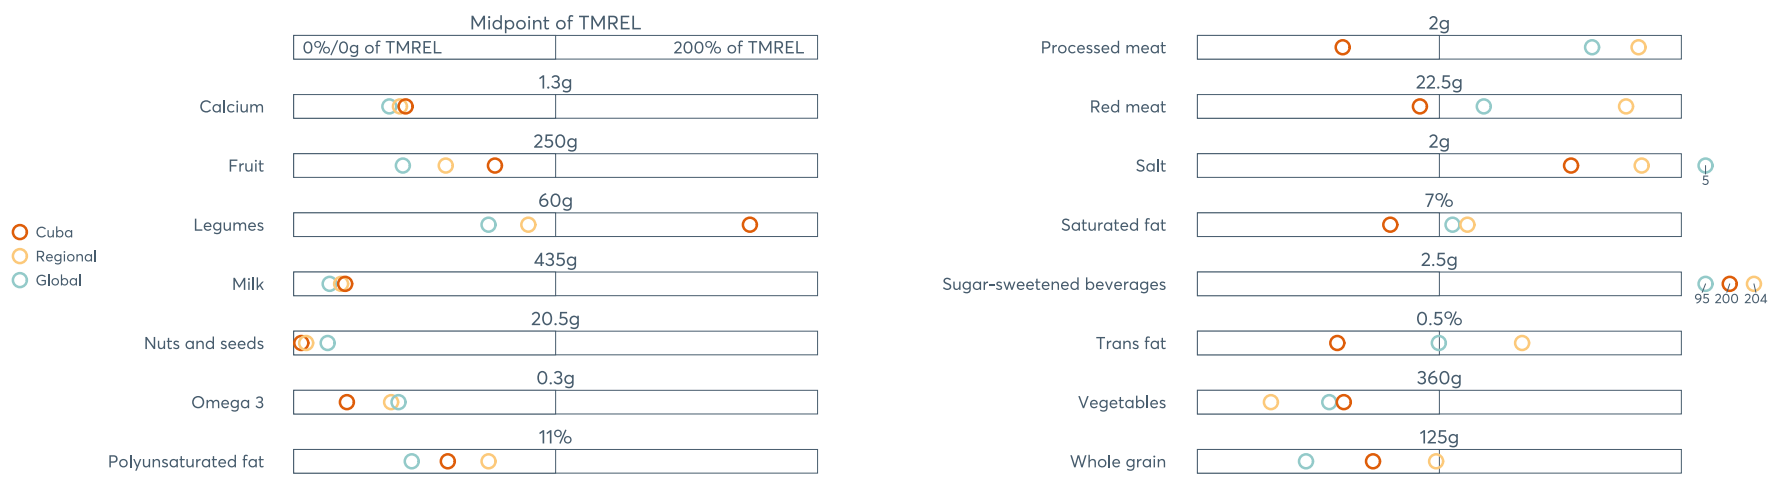 Midpoint of TMREL
0%/0g of TMREL 200% of TMREL
1.3g
Calcium
250g
Fruit
60g
Legumes
435g
Milk
20.5g
Nuts and seeds
0.3g
Omega 3
11%
Polyunsaturated fat
Cuba
Regional
Global
2g
Processed meat
22.5g
Red meat
2g
Salt
5
7%
Saturated fat
2.5g
Sugar-sweetened beverages
95 200 204
0.5%
Trans fat
360g
Vegetables
125g
Whole grain